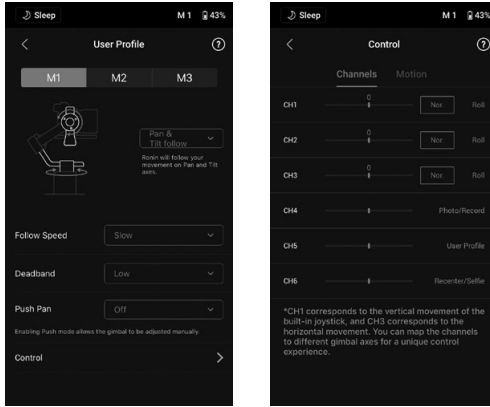 Sleep M 1 43%
User Profile ?
M1 M2 M3
Pan &
Tilt follow
Ronin will follow your
movement on Pan and Tilt
axes.
Follow Speed Slow
Deadband Low
Push Pan Off
Enabling Push mode allows the gimbal to be adjusted manually.
Control
Sleep M 1 43%
Control ?
Channels Motion
CH1 0 Nor. Roll
CH2 0 Nor. Roll
CH3 0 Nor. Roll
CH4 Photo/Record
CH5 User Profile
CH6 Recenter/Selfie
*CH1 corresponds to the vertical movement of the
built-in joystick, and CH3 corresponds to the
horizontal movement. You can map the channels
to different gimbal axes for a unique control
experience.